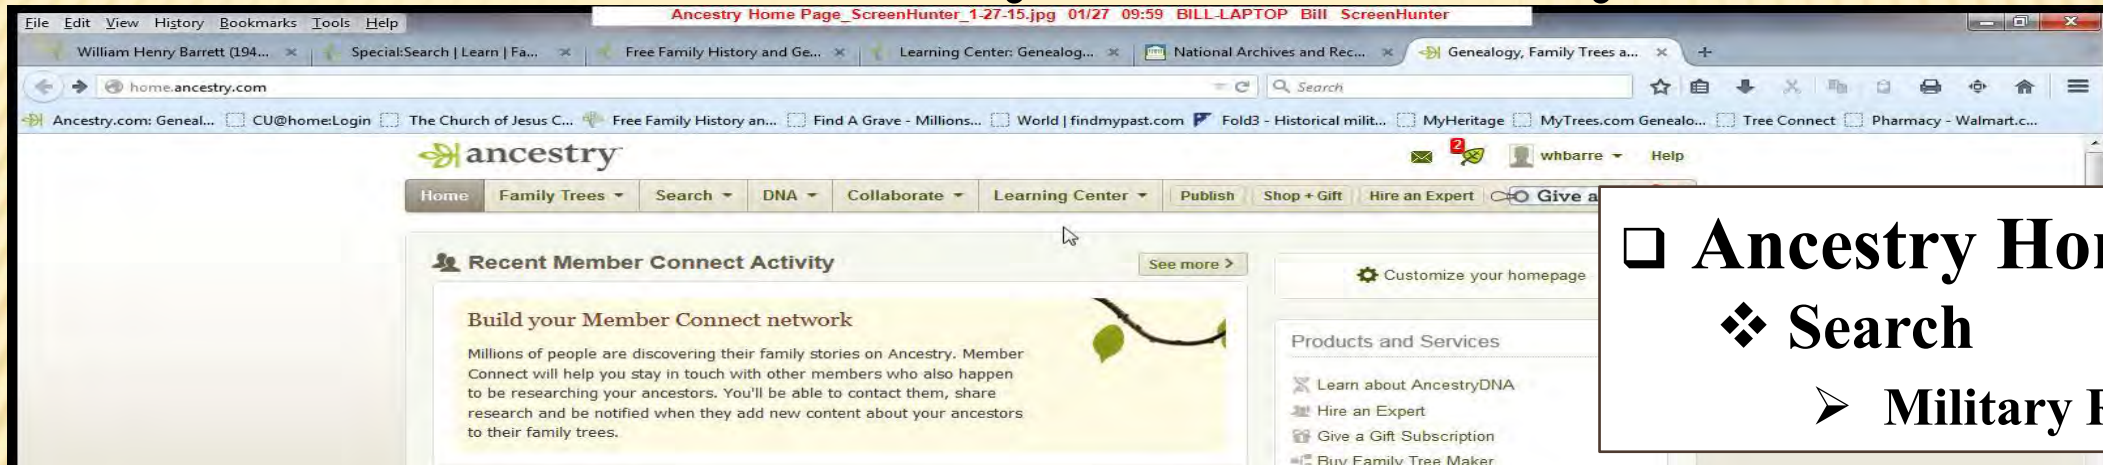 Ancestry Home Page_ScreenHunter_1-27-15.jpg 01/27 09:59 BILL-LAPTOP Bill ScreenHunter
File Edit View History Bookmarks Tools Help
William Henry Barrett (194... Special:Search | Learn | Fa... Free Family History and Ge... Learning Center: Genealog... National Archives and Rec... Genealogy, Family Trees a...
home.ancestry.com Search
Ancestry.com: Geneal... CU@home:Login The Church of Jesus C... Free Family History an... Find A Grave - Millions... World | findmypast.com Fold3 - Historical milit... MyHeritage MyTrees.com Genealo... Tree Connect Pharmacy - Walmart.c...
ancestry 2 whbarre Help
Home Family Trees Search DNA Collaborate Learning Center Publish Shop + Gift Hire an Expert Give a
Recent Member Connect Activity See more >
Customize your homepage
Build your Member Connect network
Millions of people are discovering their family stories on Ancestry. Member
Connect will help you stay in touch with other members who also happen
to be researching your ancestors. You'll be able to contact them, share
research and be notified when they add new content about your ancestors
to their family trees.
Products and Services
Learn about AncestryDNA
Hire an Expert
Give a Gift Subscription
Buy Family Tree Maker
Ancestry Hom
Search
Military R